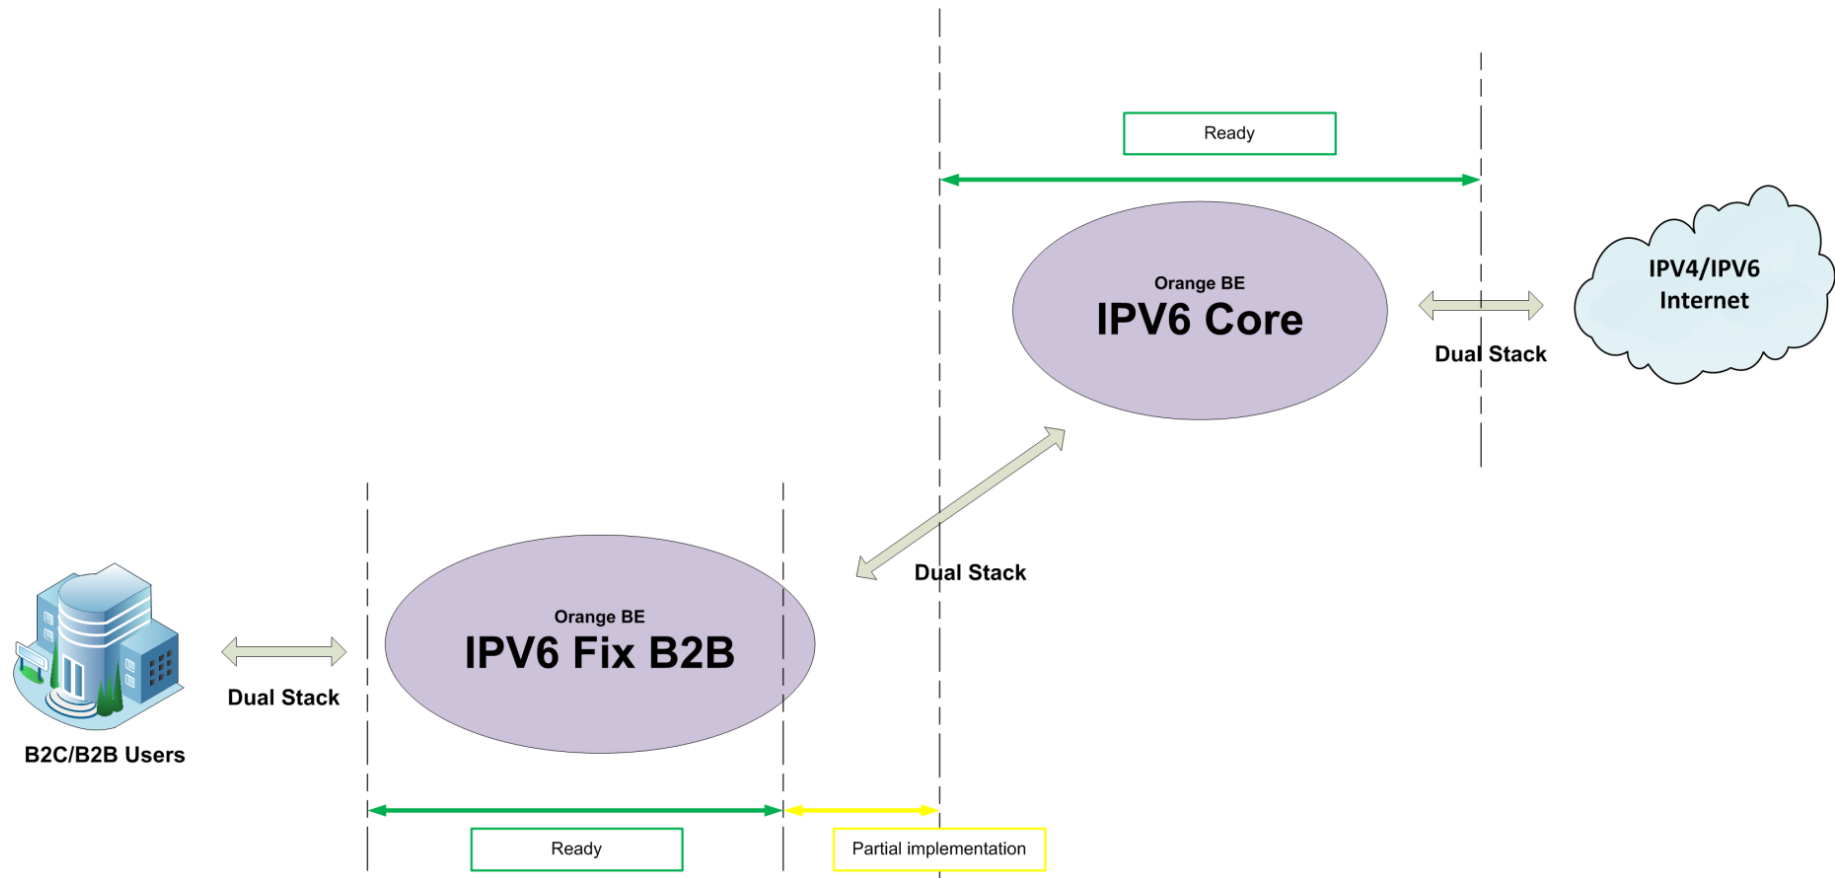 Ready
Orange BE
IPV6 Core
IPV4/IPV6
Internet
Dual Stack
Dual Stack
Orange BE
IPV6 Fix B2B
Dual Stack
B2C/B2B Users
Ready
Partial implementation